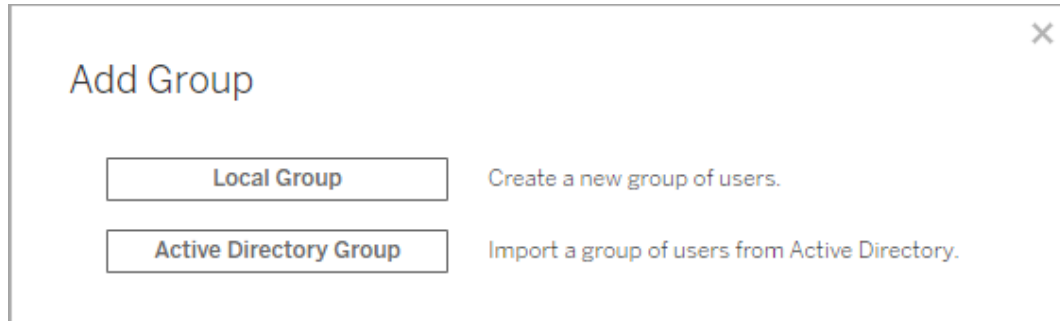 Add Group
Local Group Create a new group of users.
Active Directory Group Import a group of users from Active Directory.